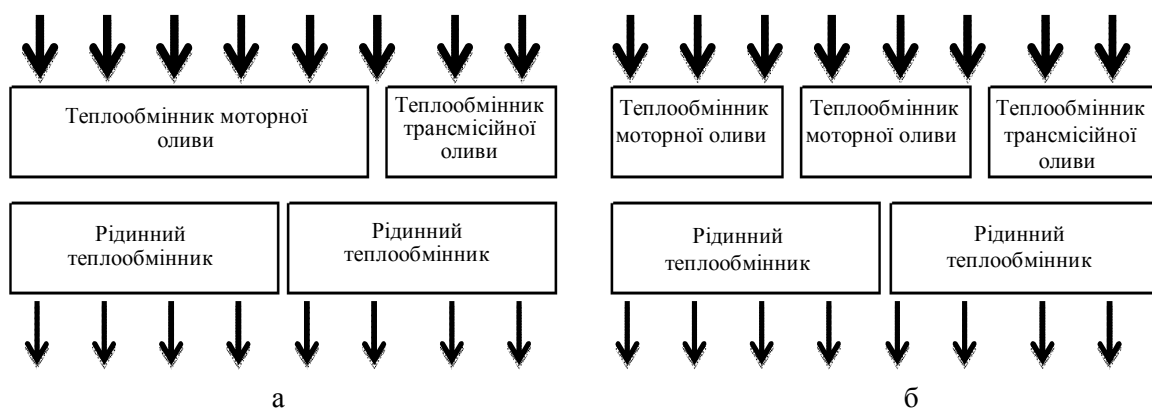 Теплообмінник моторної
оливи
Теплообмінник
трансмісійної
оливи
Рідинний
теплообмінник
Рідинний
теплообмінник
а
Теплообмінник
моторної оливи
Теплообмінник
моторної оливи
Теплообмінник
трансмісійної
оливи
Рідинний
теплообмінник
Рідинний
теплообмінник
б